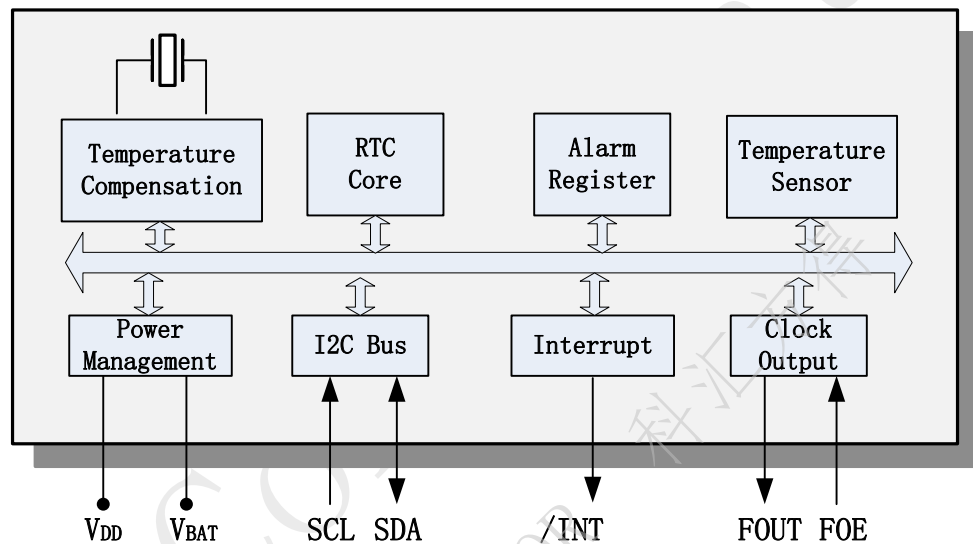 Temperature
Compensation
RTC
Core
Alarm
Register
Temperature
Sensor
Power
Management
I2C Bus
Interrupt
Clock
Output
VDD
VBAT
SCL SDA
/INT
FOUT FOE